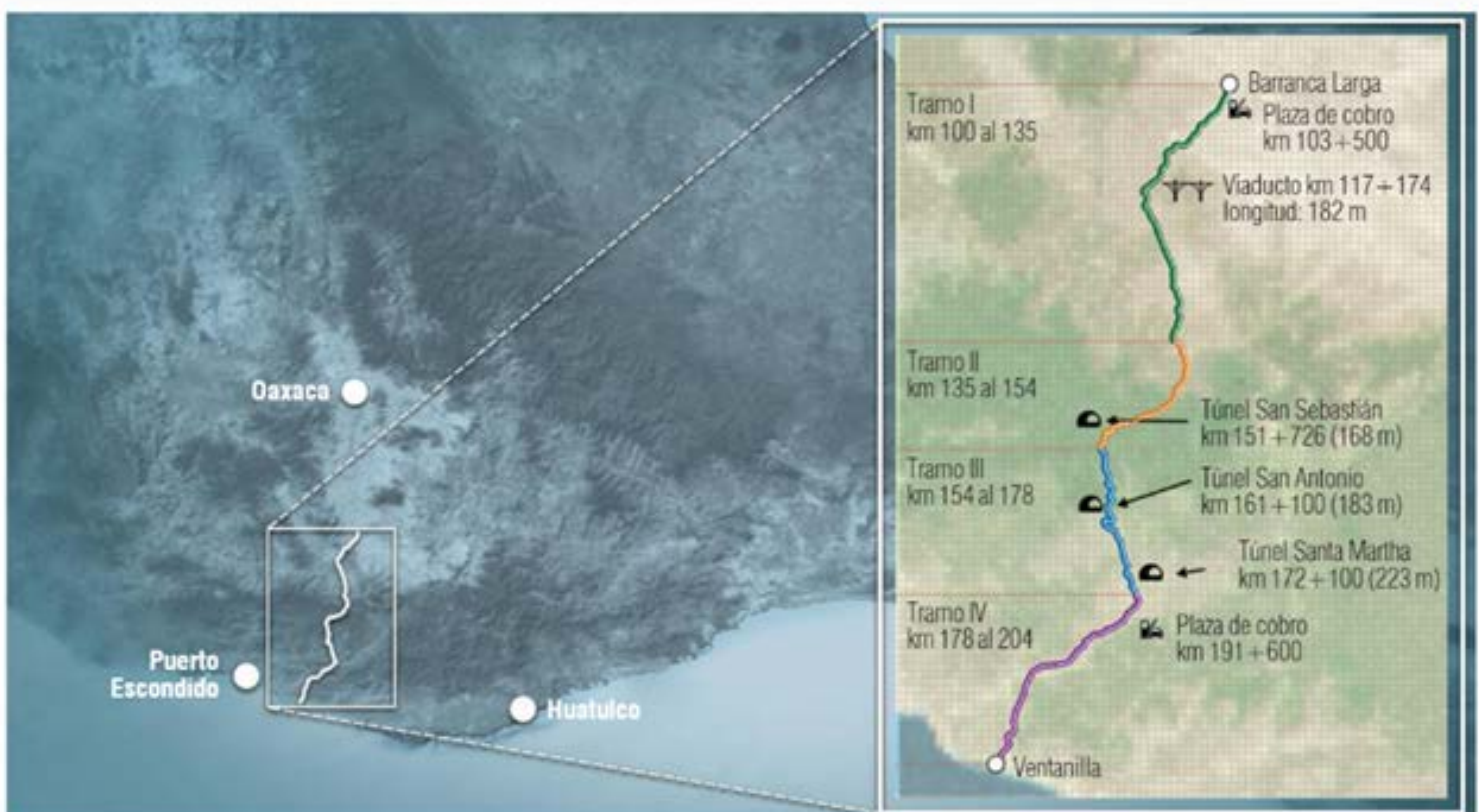 Oaxaca
Puerto
Escondido
Huatulco
Barranca Larga
Tramo I
km 100 al 135
Plaza de cobro
km 103+500
Viaducto km 117+174
longitud: 182 m
Tramo II
km 135 al 154
Túnel San Sebastián
km 151+726 (168 m)
Tramo III
km 154 al 178
Túnel San Antonio
km 161+100 (183 m)
Túnel Santa Martha
km 172+100 (223 m)
Tramo IV
km 178 al 204
Plaza de cobro
km 191+600
Ventanilla